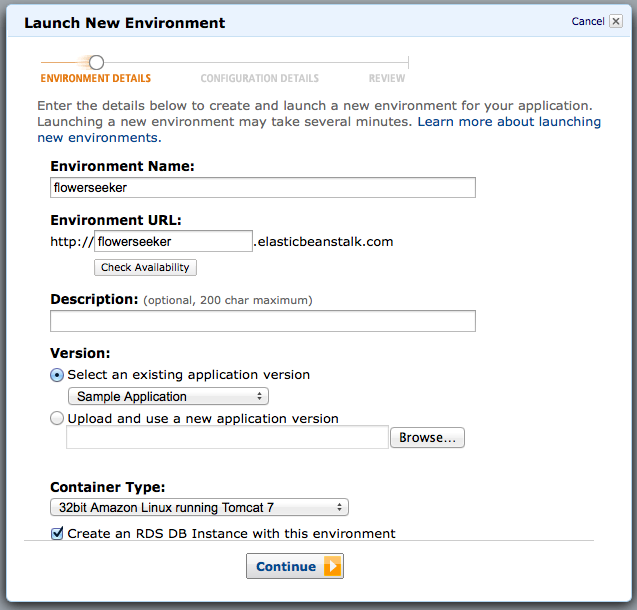 Launch New Environment
Cancel
ENVIRONMENT DETAILS
CONFIGURATION DETAILS
REVIEW
Enter the details below to create and launch a new environment for your application.
Launching a new environment may take several minutes. Learn more about launching
new environments.
Environment Name:
flowerseeker
Environment URL:
http:// flowerseeker .elasticbeanstalk.com
Check Availability
Description: (optional, 200 char maximum)
Version:
Select an existing application version
Sample Application
Upload and use a new application version
Browse...
Container Type:
32bit Amazon Linux running Tomcat 7
Create an RDS DB Instance with this environment
Continue